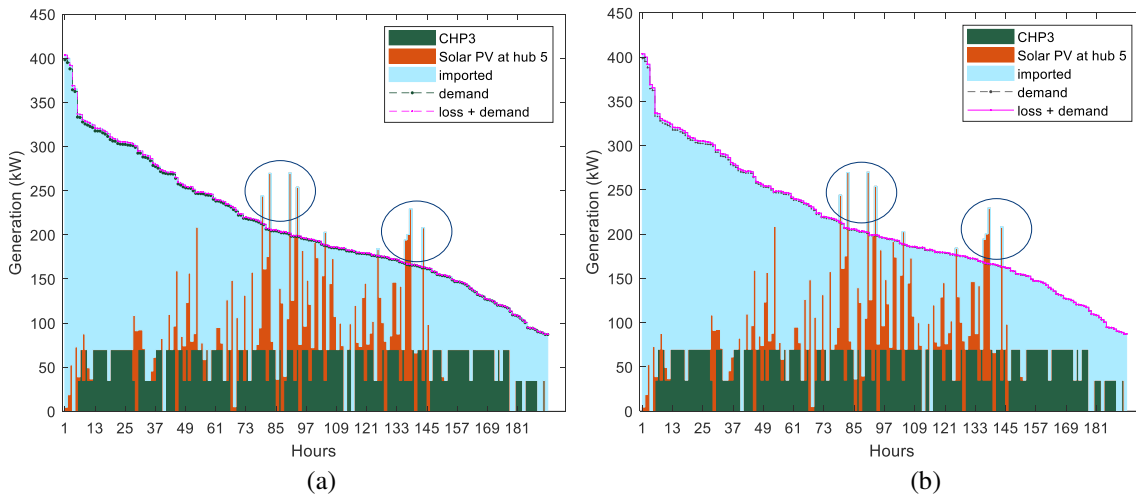 450
400
350
300
250
200
150
100
50
0
Generation (kW)
1 13 25 37 49 61 73 85 97 109 121 133 145 157 169 181
Hours
CHP3
Solar PV at hub 5
imported
demand
loss + demand
(a)
450
400
350
300
250
200
150
100
50
0
Generation (kW)
1 13 25 37 49 61 73 85 97 109 121 133 145 157 169 181
Hours
CHP3
Solar PV at hub 5
imported
demand
loss + demand
(b)